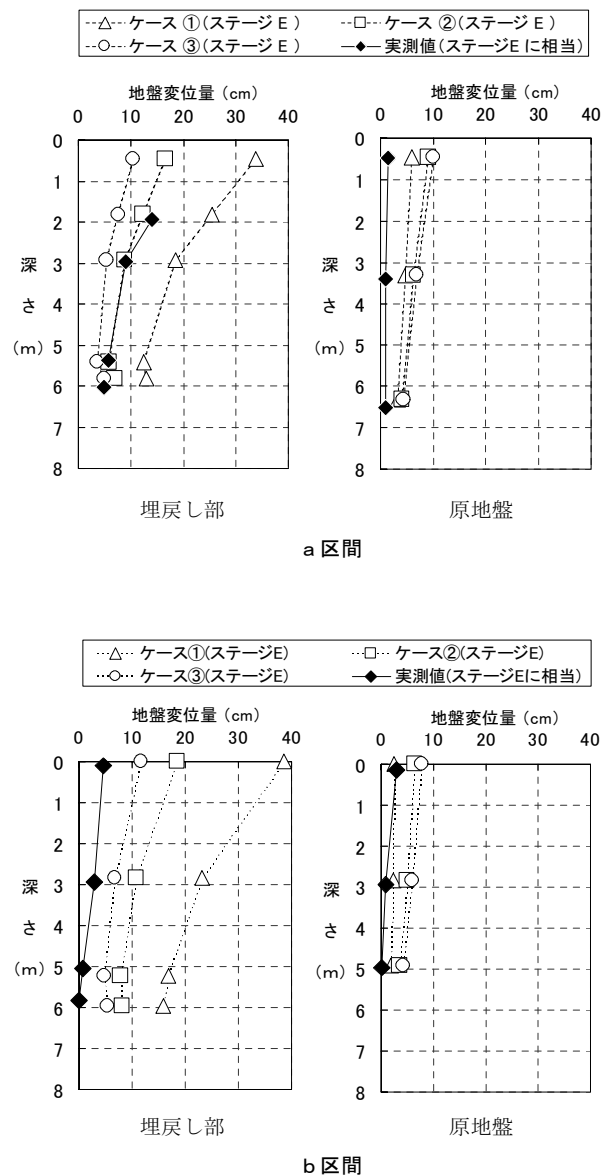 ケース ①(ステージ E ) ケース ②(ステージ E )
ケース ③(ステージ E ) 実測値(ステージE に相当)
地盤変位量 (cm)
0 10 20 30 40
0
1
2
3
4
5
6
7
8
深さ(m)
埋戻し部
地盤変位量 (cm)
0 10 20 30 40
0
1
2
3
4
5
6
7
8
深さ(m)
原地盤
a 区間
ケース①(ステージE) ケース②(ステージE)
ケース③(ステージE) 実測値(ステージEに相当)
地盤変位量 (cm)
0 10 20 30 40
0
1
2
3
4
5
6
7
8
深さ(m)
埋戻し部
地盤変位量 (cm)
0 10 20 30 40
0
1
2
3
4
5
6
7
8
深さ(m)
原地盤
b 区間